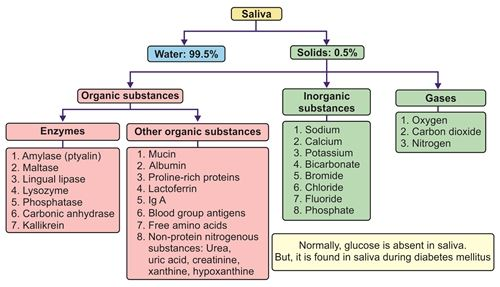 Saliva
Water: 99.5%
Solids: 0.5%
Organic substances
Inorganic
substances
Gases
Enzymes
1. Amylase (ptyalin)
2. Maltase
3. Lingual lipase
4. Lysozyme
5. Phosphatase
6. Carbonic anhydrase
7. Kallikrein
Other organic substances
1. Mucin
2. Albumin
3. Proline-rich proteins
4. Lactoferrin
5. Ig A
6. Blood group antigens
7. Free amino acids
8. Non-protein nitrogenous
substances: Urea,
uric acid, creatinine,
xanthine, hypoxanthine
1. Sodium
2. Calcium
3. Potassium
4. Bicarbonate
5. Bromide
6. Chloride
7. Fluoride
8. Phosphate
1. Oxygen
2. Carbon dioxide
3. Nitrogen
Normally, glucose is absent in saliva.
But, it is found in saliva during diabetes mellitus